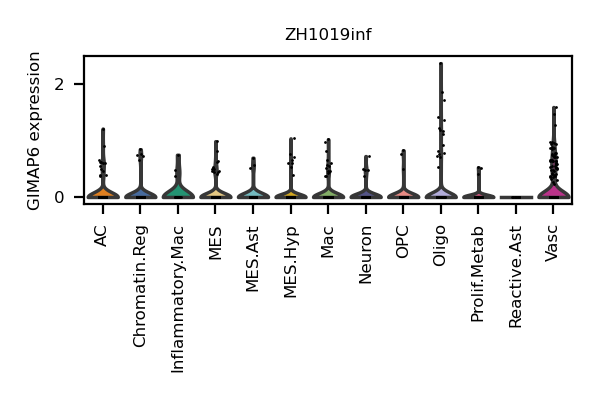 ZH1019inf
GIMAP6 expression
2
0
AC
Chromatin.Reg
Inflammatory.Mac
MES
MES.Ast
MES.Hyp
Mac
Neuron
OPC
Oligo
Prolif.Metab
Reactive.Ast
Vasc